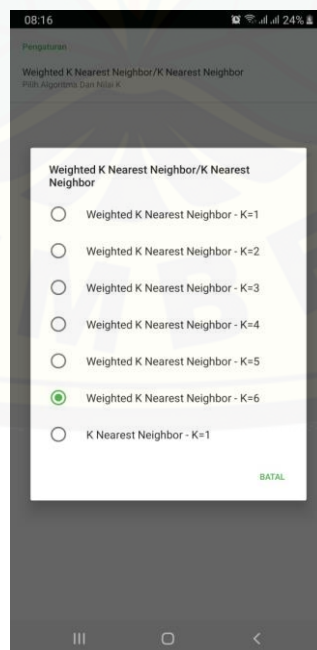 08:16
24%
Pengaturan
Weighted K Nearest Neighbor/K Nearest Neighbor
Pilih Algoritma Dan Nilai K
Weighted K Nearest Neighbor/K Nearest
Neighbor
Weighted K Nearest Neighbor - K=1
Weighted K Nearest Neighbor - K=2
Weighted K Nearest Neighbor - K=3
Weighted K Nearest Neighbor - K=4
Weighted K Nearest Neighbor - K=5
Weighted K Nearest Neighbor - K=6
K Nearest Neighbor - K=1
BATAL